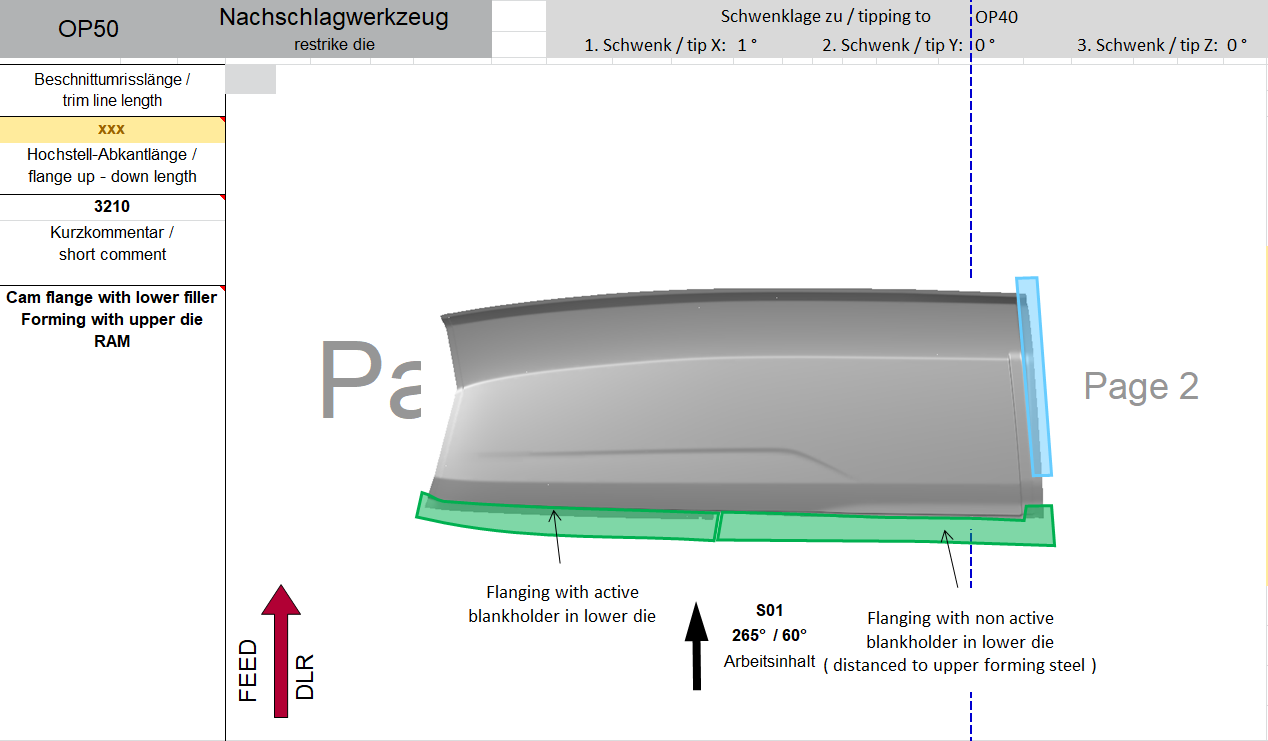 OP50
Nachschlagwerkzeug
restrike die
Schwenklage zu / tipping to
OP40
1. Schwenk / tip X: 1 °
2. Schwenk / tip Y: 0 °
3. Schwenk / tip Z: 0 °
Beschnittumrisslänge /
trim line length
xxx
Hochstell-Abkantlänge /
flange up - down length
3210
Kurzkommentar /
short comment
Cam flange with lower filler
Forming with upper die
RAM
Pa
Page 2
Flanging with active
blankholder in lower die
S01
265° / 60°
Arbeitsinhalt
Flanging with non active
blankholder in lower die
( distanced to upper forming steel )
FEED
DLR